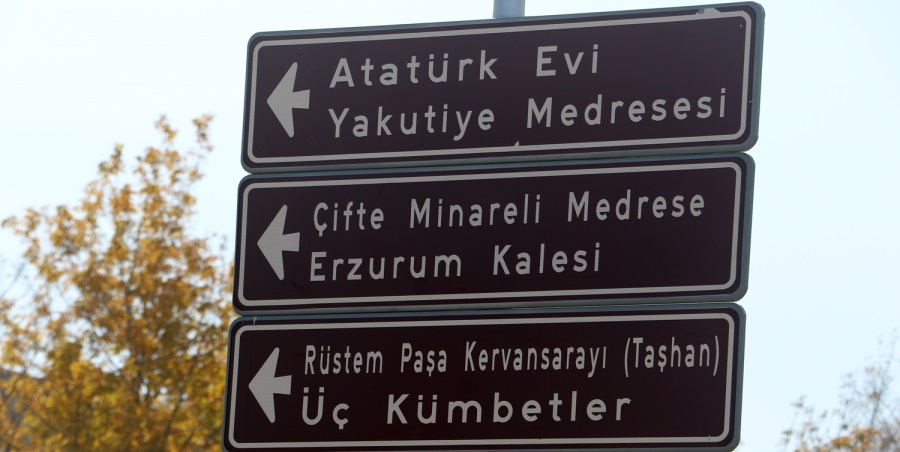 Atatürk Evi
Yakutiye Medresesi
Çifte Minareli Medrese
Erzurum Kalesi
Rüstem Paşa Kervansarayı (Taşhan)
Üç Kümbetler